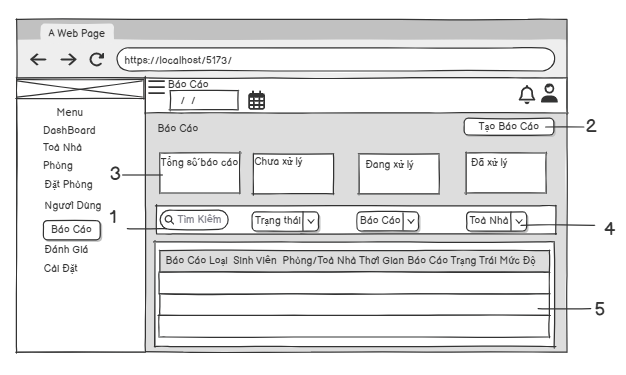 A Web Page
https://localhost/5173/
Báo Cáo
/ /
Menu
DashBoard
Toà Nhà
Phòng
Đặt Phòng
Người Dùng
Báo Cáo
Đánh Giá
Cài Đặt
Báo Cáo
Tạo Báo Cáo
2
3
Tổng số báo cáo
Chưa xử lý
Đang xử lý
Đã xử lý
1
Tìm Kiếm
Trạng thái
Báo Cáo
Toà Nhà
4
Báo Cáo Loại Sinh Viên Phòng/Toà Nhà Thời Gian Báo Cáo Trạng Trái Mức Độ
5